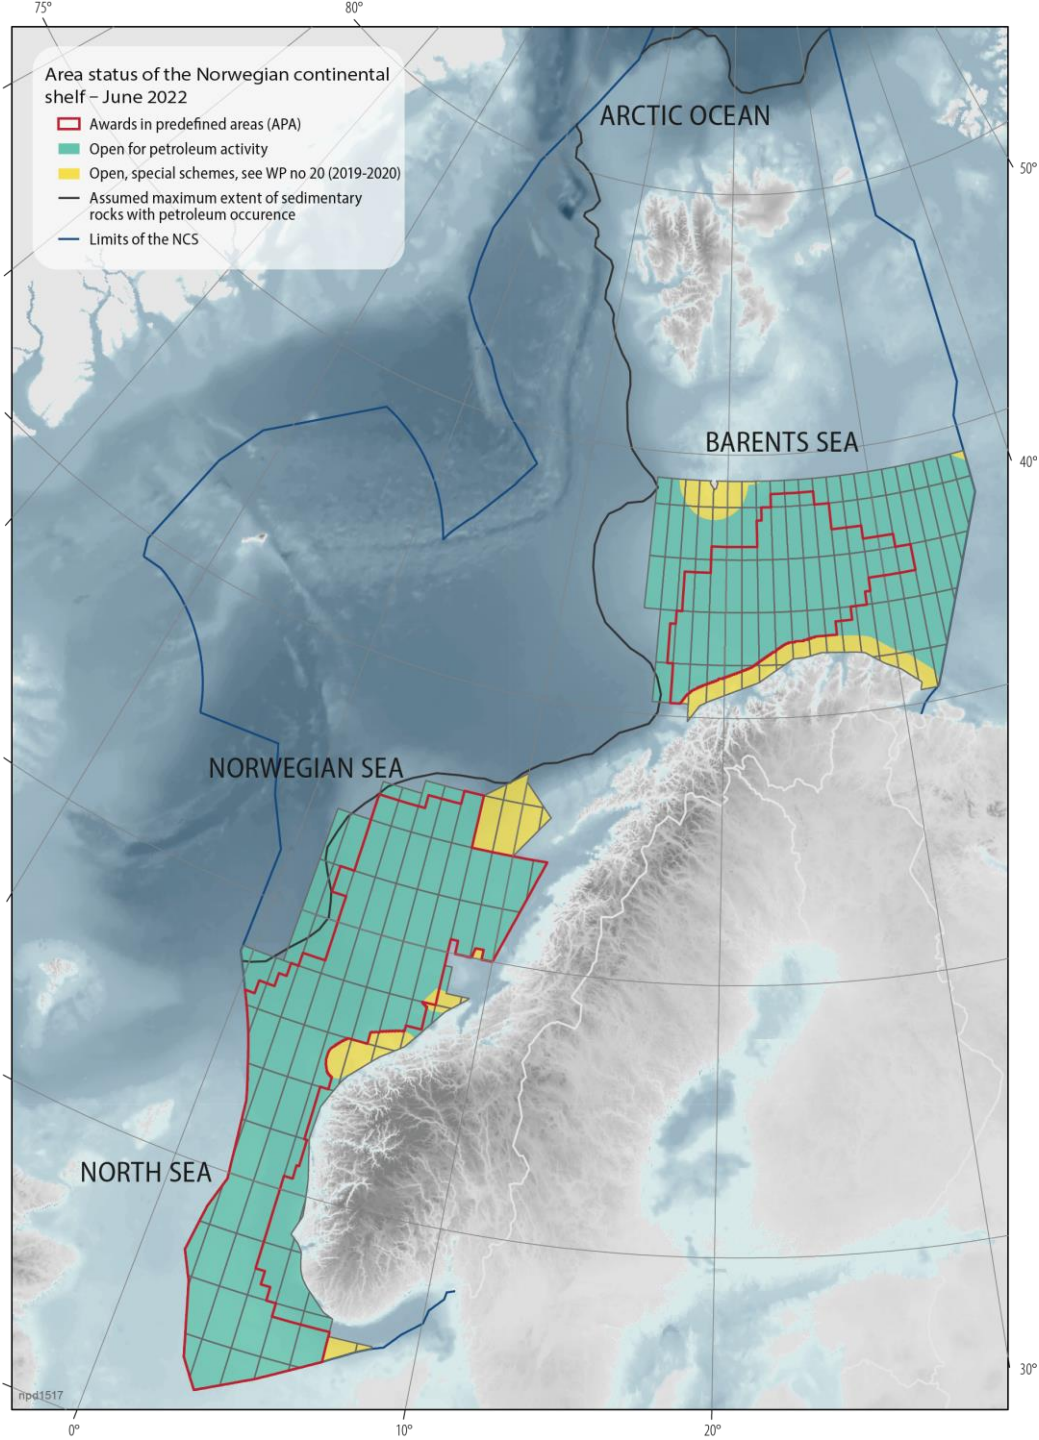 75°
80°
Area status of the Norwegian continental
shelf – June 2022
Awards in predefined areas (APA)
Open for petroleum activity
Open, special schemes, see WP no 20 (2019-2020)
Assumed maximum extent of sedimentary
rocks with petroleum occurence
Limits of the NCS
ARCTIC OCEAN
50°
BARENTS SEA
40°
NORWEGIAN SEA
NORTH SEA
30°
npd1517
0°
10°
20°